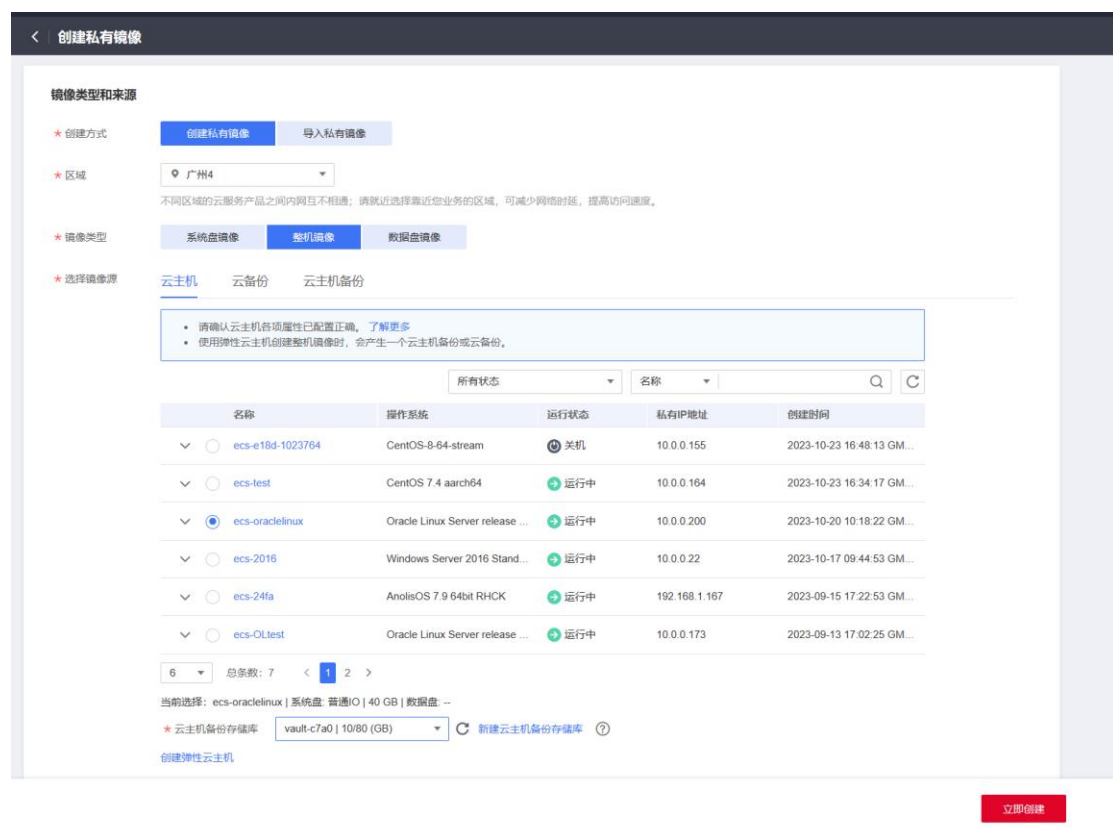 创建私有镜像
镜像类型和来源
* 创建方式 创建私有镜像 导入私有镜像
* 区域 广州4
不同区域的云服务产品之间内网互不相通；请就近选择靠近您业务的区域，可减少网络时延，提高访问速度。
* 镜像类型 系统盘镜像 整机镜像 数据盘镜像
* 选择镜像源 云主机 云备份 云主机备份
• 请确认云主机各项属性已配置正确。 了解更多
• 使用弹性云主机创建整机镜像时，会产生一个云主机备份或云备份。
所有状态 名称
名称 操作系统 运行状态 私有IP地址 创建时间
ecs-e18d-1023764 CentOS-8-64-stream 关机 10.0.0.155 2023-10-23 16:48:13 GM...
ecs-test CentOS 7.4 aarch64 运行中 10.0.0.164 2023-10-23 16:34:17 GM...
ecs-oraclelinux Oracle Linux Server release ... 运行中 10.0.0.200 2023-10-20 10:18:22 GM...
ecs-2016 Windows Server 2016 Stand... 运行中 10.0.0.22 2023-10-17 09:44:53 GM...
ecs-24fa AnolisOS 7.9 64bit RHCK 运行中 192.168.1.167 2023-09-15 17:22:53 GM...
ecs-OLtest Oracle Linux Server release ... 运行中 10.0.0.173 2023-09-13 17:02:25 GM...
6 总条数: 7 < 1 2 >
当前选择：ecs-oraclelinux | 系统盘: 普通IO | 40 GB | 数据盘: --
* 云主机备份存储库 vault-c7a0 | 10/80 (GB) 新建云主机备份存储库 ?
创建弹性云主机
立即创建